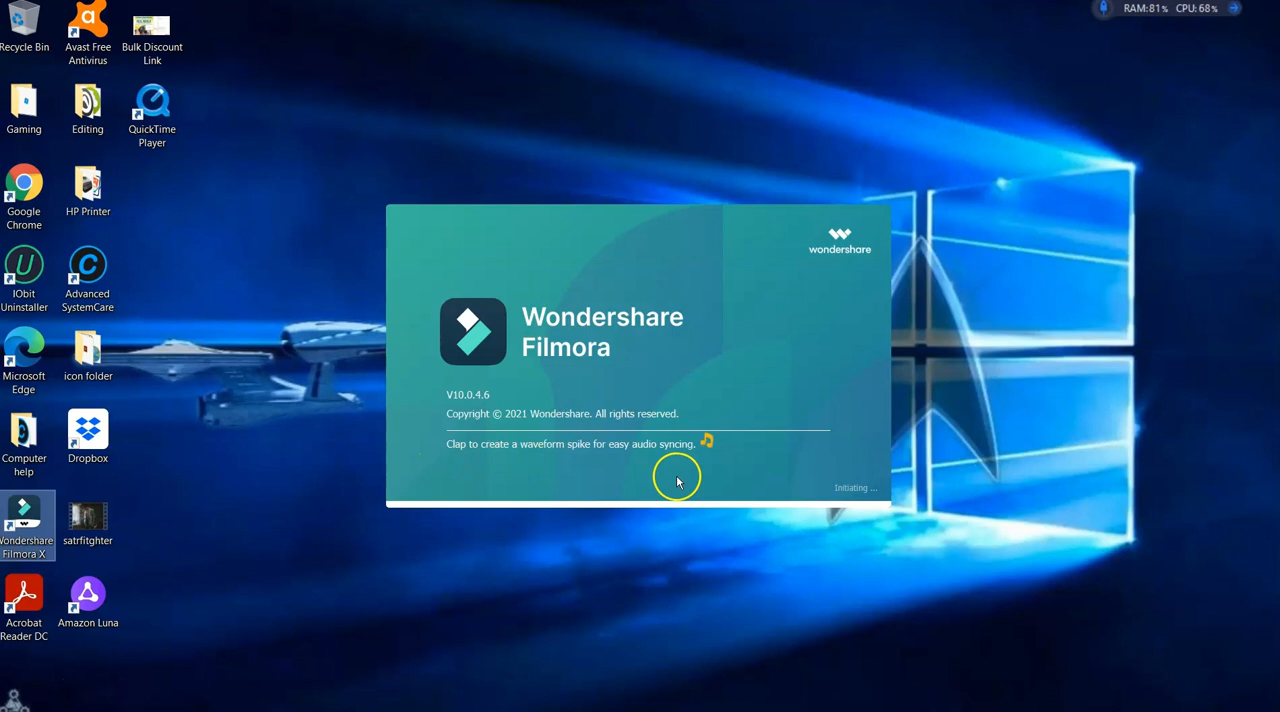 RAM:81% CPU:68%
Recycle Bin
Avast Free
Antivirus
Bulk Discount
Link
Gaming
Editing
QuickTime
Player
Google
Chrome
HP Printer
IObit
Uninstaller
Advanced
SystemCare
Microsoft
Edge
icon folder
Computer
help
Dropbox
Wondershare
Filmora X
satrfitghter
Acrobat
Reader DC
Amazon Luna
wondershare
Wondershare
Filmora
V10.0.4.6
Copyright © 2021 Wondershare. All rights reserved.
Clap to create a waveform spike for easy audio syncing.
Initiating ...